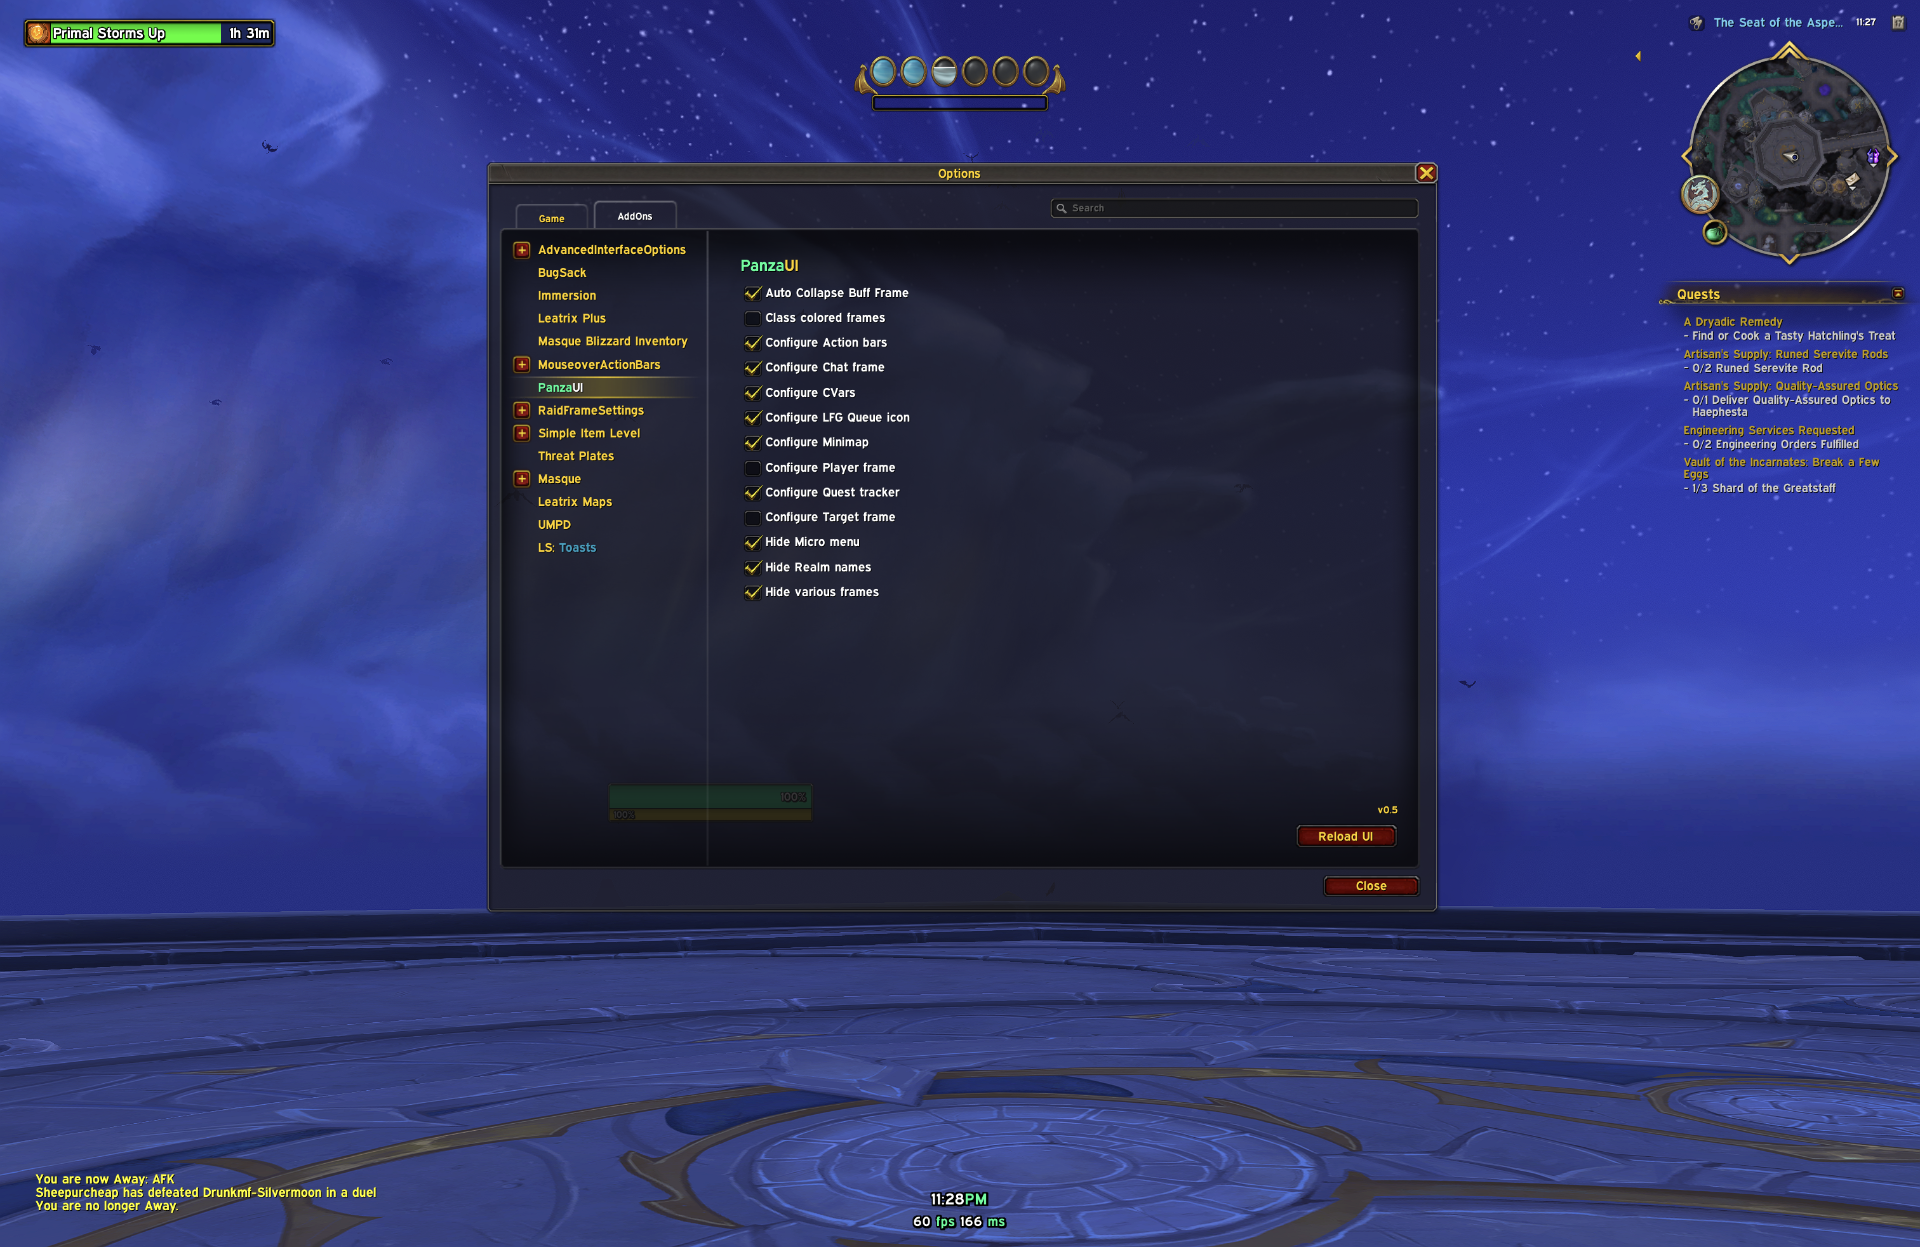 Primal Storms Up 1h 31m
The Seat of the Aspe... 11:27
Options
Game
AddOns
Search
AdvancedInterfaceOptions
BugSack
Immersion
Leatrix Plus
Masque Blizzard Inventory
MouseoverActionBars
PanzaUI
RaidFrameSettings
Simple Item Level
Threat Plates
Masque
Leatrix Maps
UMPD
LS: Toasts
PanzaUI
Auto Collapse Buff Frame
Class colored frames
Configure Action bars
Configure Chat frame
Configure CVars
Configure LFG Queue icon
Configure Minimap
Configure Player frame
Configure Quest tracker
Configure Target frame
Hide Micro menu
Hide Realm names
Hide various frames
100%
100%
v0.5
Reload UI
Close
Quests
A Dryadic Remedy
- Find or Cook a Tasty Hatchling's Treat
Artisan's Supply: Runed Serevite Rods
- 0/2 Runed Serevite Rod
Artisan's Supply: Quality-Assured Optics
- 0/1 Deliver Quality-Assured Optics to
Haephesta
Engineering Services Requested
- 0/2 Engineering Orders Fulfilled
Vault of the Incarnates: Break a Few
Eggs
- 1/3 Shard of the Greatstaff
You are now Away: AFK
Sheepurcheap has defeated Drunkmf-Silvermoon in a duel
You are no longer Away.
11:28PM
60 fps 166 ms